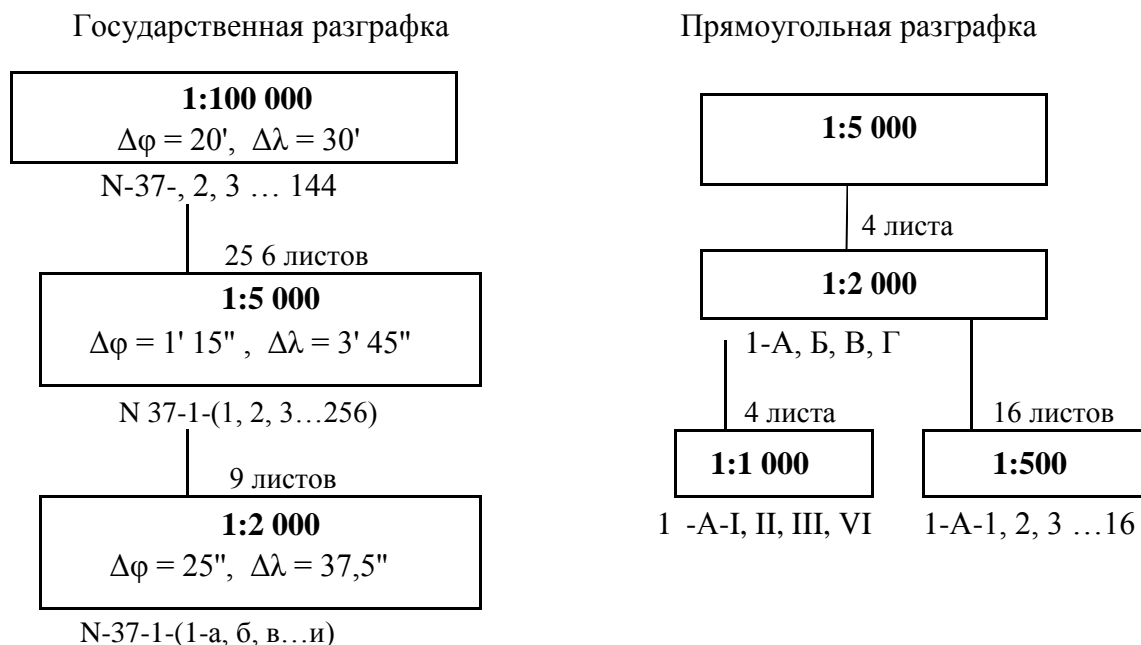 Государственная разграфка
1:100 000
Δφ = 20', Δλ = 30'
N-37-, 2, 3 … 144
25 6 листов
1:5 000
Δφ = 1' 15" , Δλ = 3' 45"
N 37-1-(1, 2, 3…256)
9 листов
1:2 000
Δφ = 25", Δλ = 37,5"
N-37-1-(1-а, б, в…и)
Прямоугольная разграфка
1:5 000
4 листа
1:2 000
1-А, Б, В, Г
4 листа
16 листов
1:1 000
1:500
1 -А-I, II, III, VI
1-А-1, 2, 3 …16